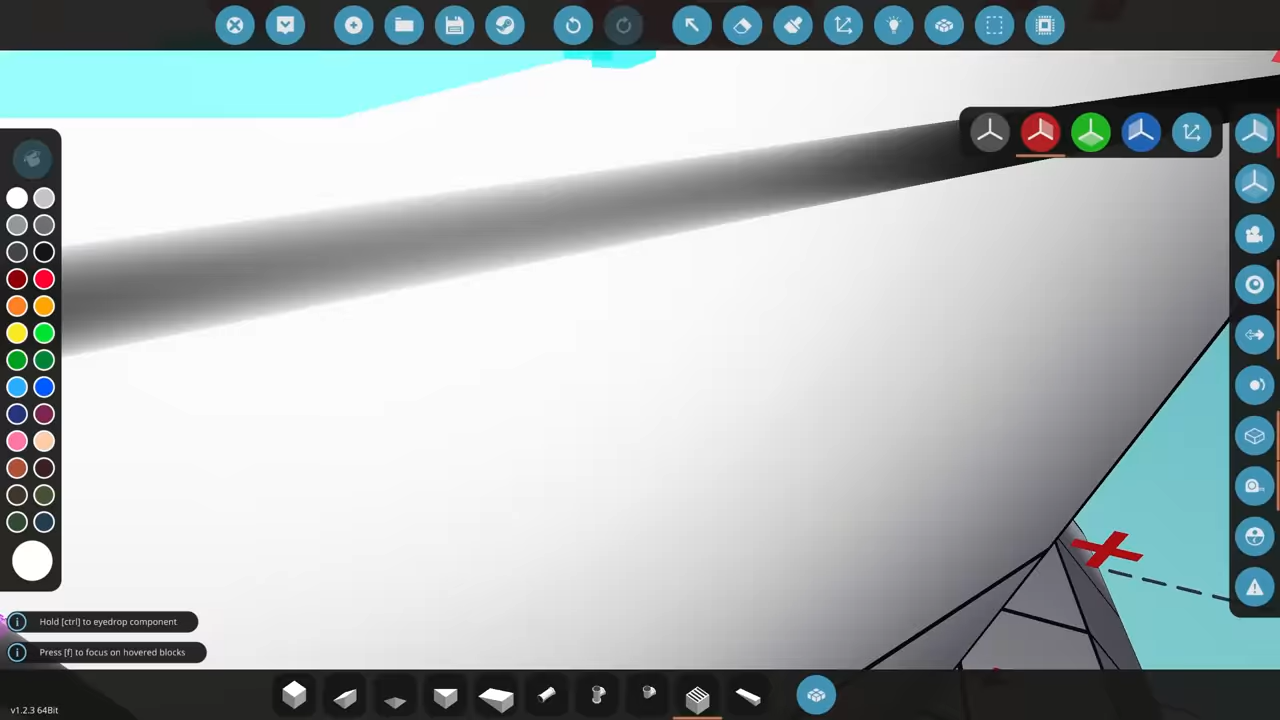 Hold [ctrl] to eyedrop component
Press [f] to focus on hovered blocks
v1.2.3 64Bit